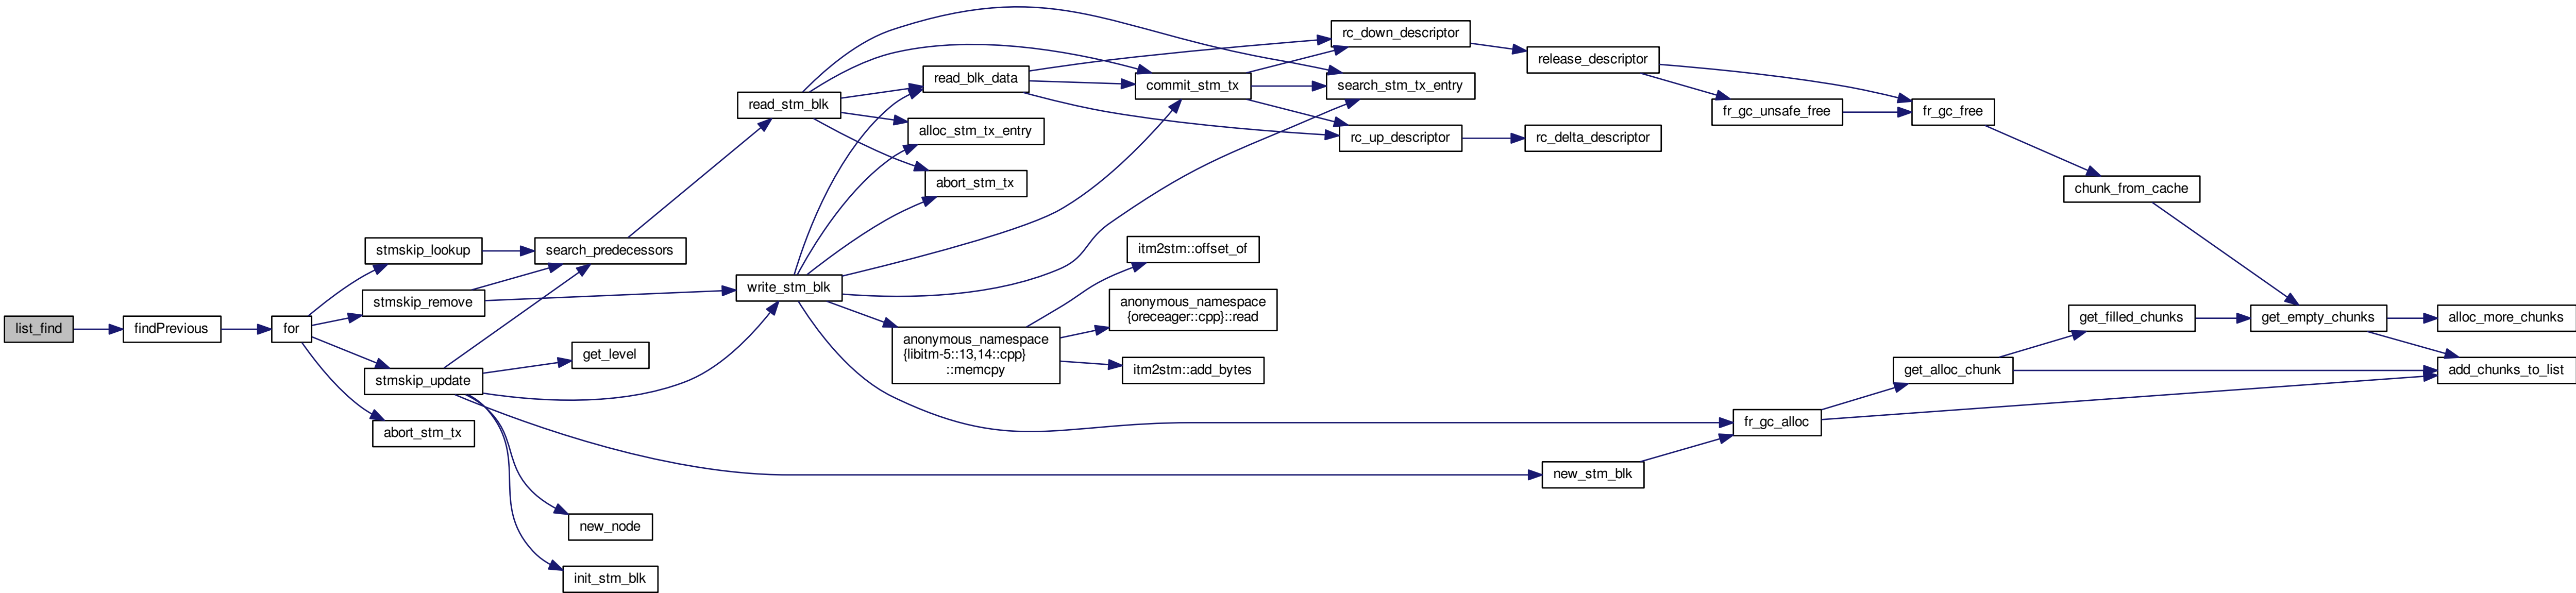 rc_down_descriptor
release_descriptor
read_blk_data
search_stm_tx_entry
commit_stm_tx
read_stm_blk
fr_gc_unsafe_free
fr_gc_free
alloc_stm_tx_entry
rc_up_descriptor
rc_delta_descriptor
abort_stm_tx
chunk_from_cache
stmskip_lookup
search_predecessors
itm2stm::offset_of
write_stm_blk
stmskip_remove
anonymous_namespace
{oreceager::cpp}::read
get_filled_chunks
get_empty_chunks
alloc_more_chunks
list_find
findPrevious
for
anonymous_namespace
{libitm-5::13,14::cpp}
::memcpy
get_level
itm2stm::add_bytes
get_alloc_chunk
add_chunks_to_list
stmskip_update
fr_gc_alloc
abort_stm_tx
new_stm_blk
new_node
init_stm_blk